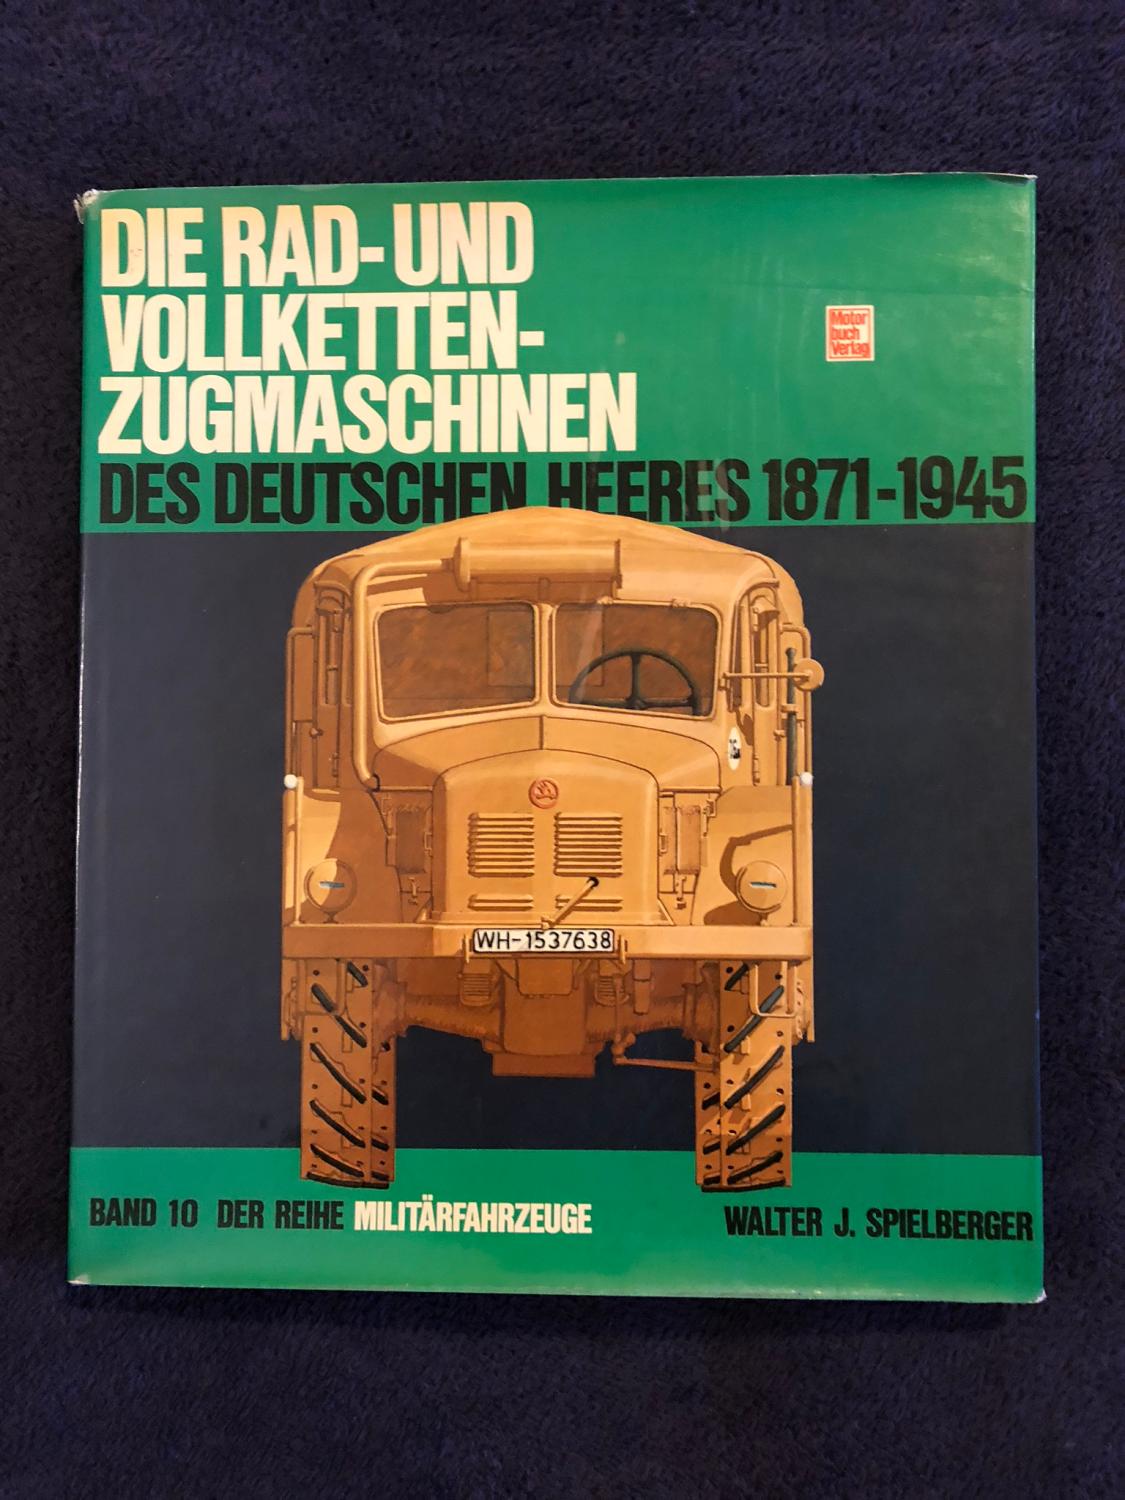 DIE RAD- UND
VOLLKETTEN-
ZUGMASCHINEN
DES DEUTSCHEN HEERES 1871-1945
Motor
buch
Verlag
WH-1537638
BAND 10 DER REIHE MILITÄRFAHRZEUGE
WALTER J. SPIELBERGER